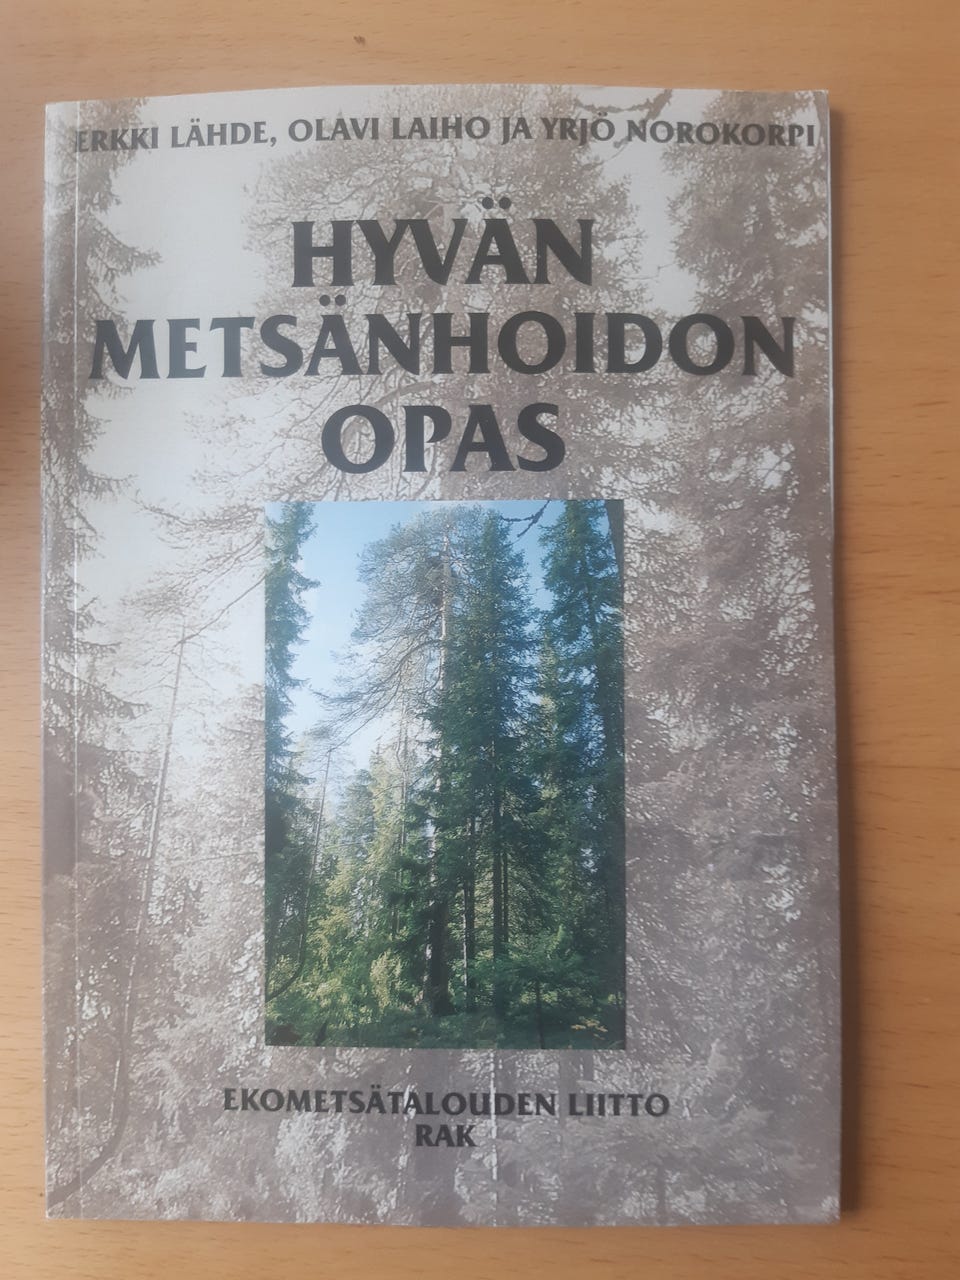 ERKKI LÄHDE, OLAVI LAIHO JA YRJÖ NOROKORPI
HYVÄN
METSÄNHOIDON
OPAS
EKOMETSÄTALOUDEN LIITTO
RAK